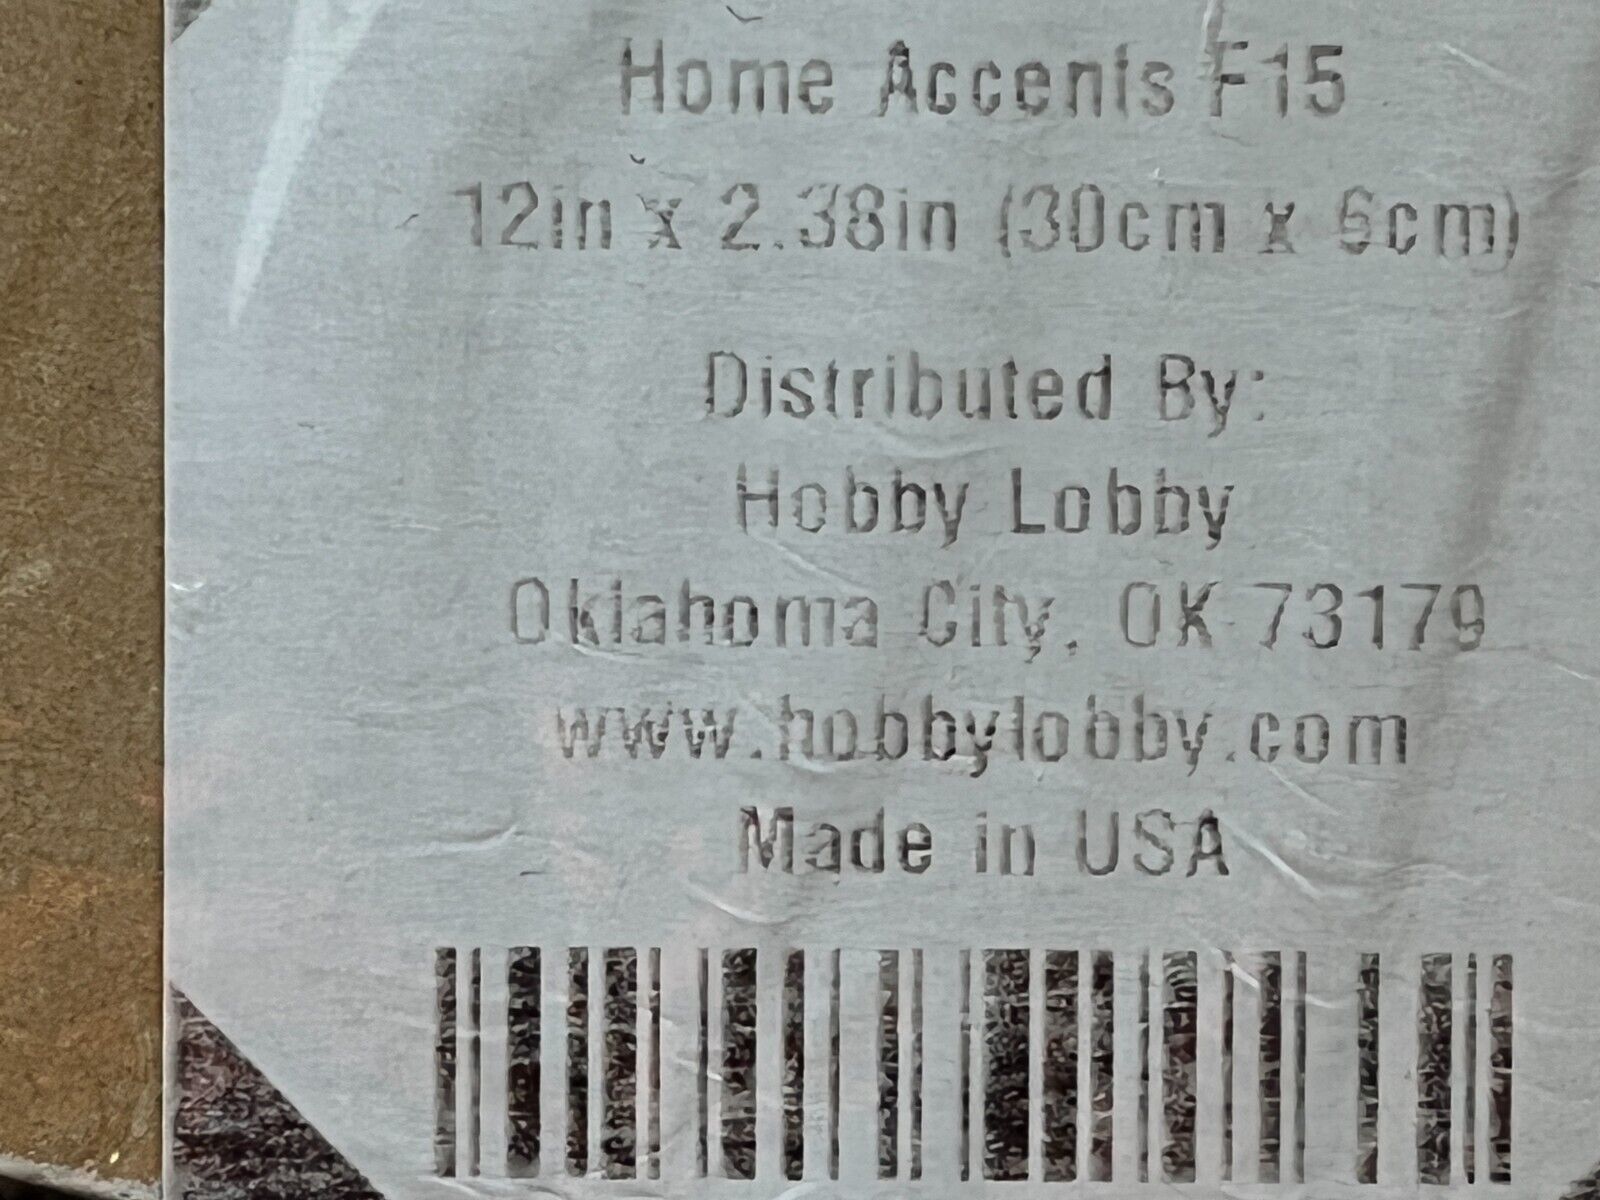 Home Accents F15
12in x 2.38in (30cm x 6cm)
Distributed By:
Hobby Lobby
Oklahoma City, OK 73179
www.hobbylobby.com
Made in USA